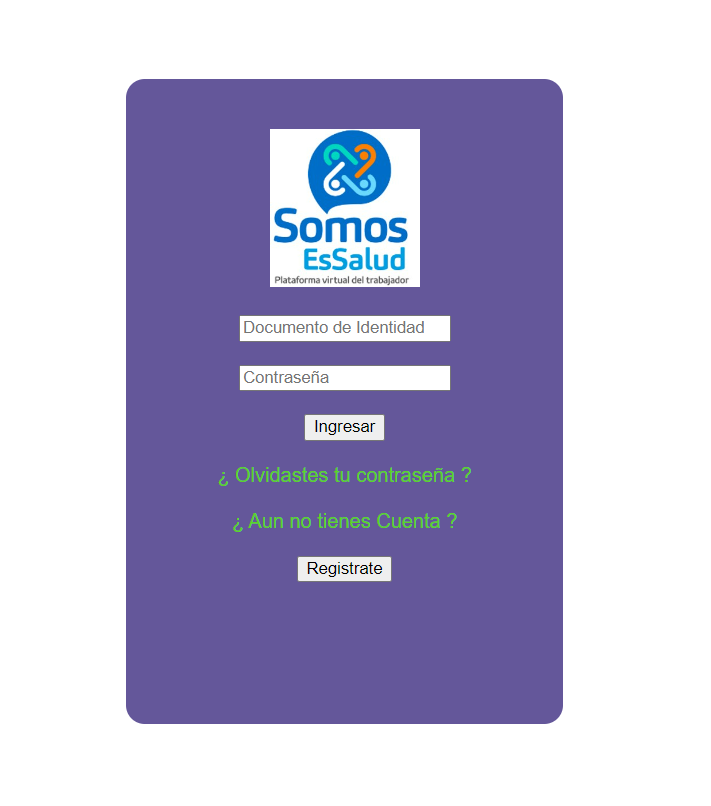 Somos
EsSalud
Plataforma virtual del trabajador
Documento de Identidad
Contraseña
Ingresar
¿ Olvidastes tu contraseña ?
¿ Aun no tienes Cuenta ?
Registrate